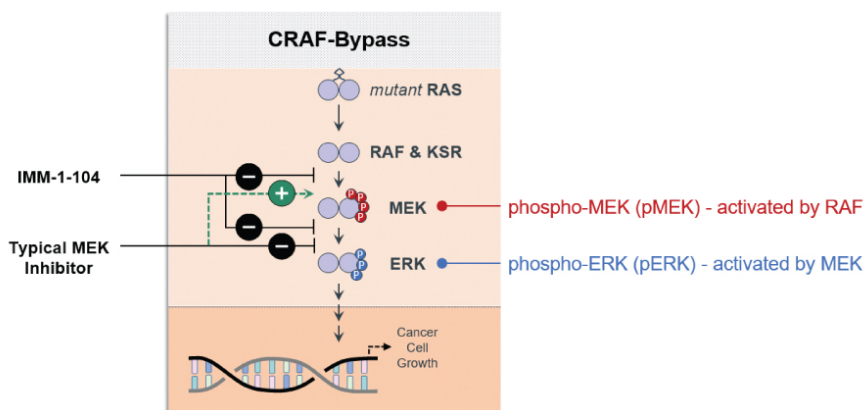 CRAF-Bypass
mutant RAS
RAF & KSR
IMM-1-104
−
+
P
P
P
P
MEK
phospho-MEK (pMEK) - activated by RAF
−
Typical MEK
Inhibitor
−
P
P
P
ERK
phospho-ERK (pERK) - activated by MEK
Cancer
Cell
Growth